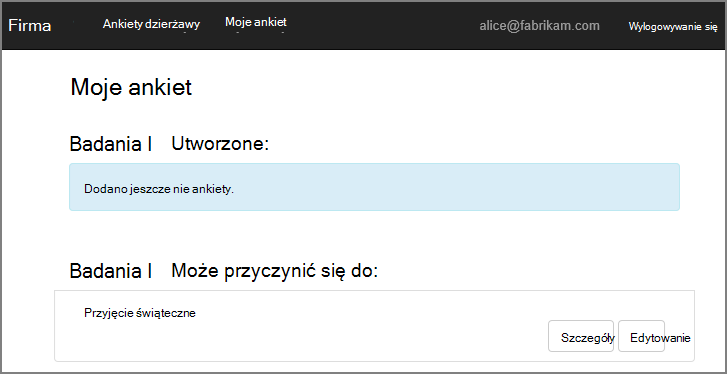 Firma Ankiety dzierżawy Moje ankiet alice@fabrikam.com Wylogowywanie się
Moje ankiet
Badania I Utworzone:
Dodano jeszcze nie ankiety.
Badania I Może przyczynić się do:
Przyjęcie świąteczne
Szczegóły Edytowanie